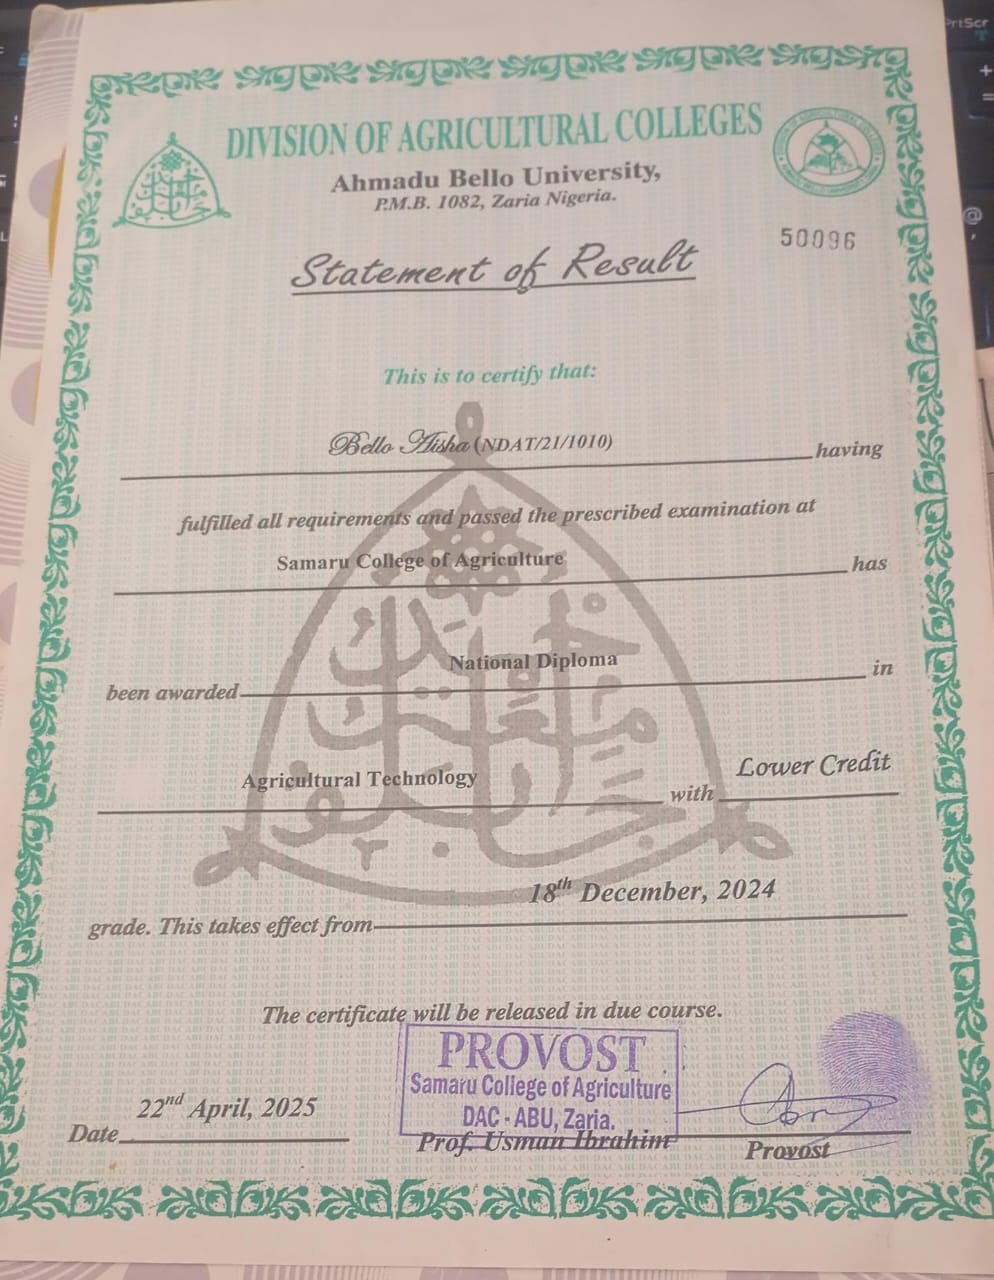 DIVISION OF AGRICULTURAL COLLEGES
Ahmadu Bello University,
P.M.B. 1082, Zaria Nigeria.
50096
Statement of Result
This is to certify that:
Bello Aisha (NDAT/21/1010) having
fulfilled all requirements and passed the prescribed examination at
Samaru College of Agriculture has
been awarded National Diploma in
Agricultural Technology with Lower Credit
grade. This takes effect from 18th December, 2024
The certificate will be released in due course.
PROVOST
Samaru College of Agriculture
DAC - ABU, Zaria.
Date 22nd April, 2025
Prof. Usman Ibrahim
Provost
PrtScr